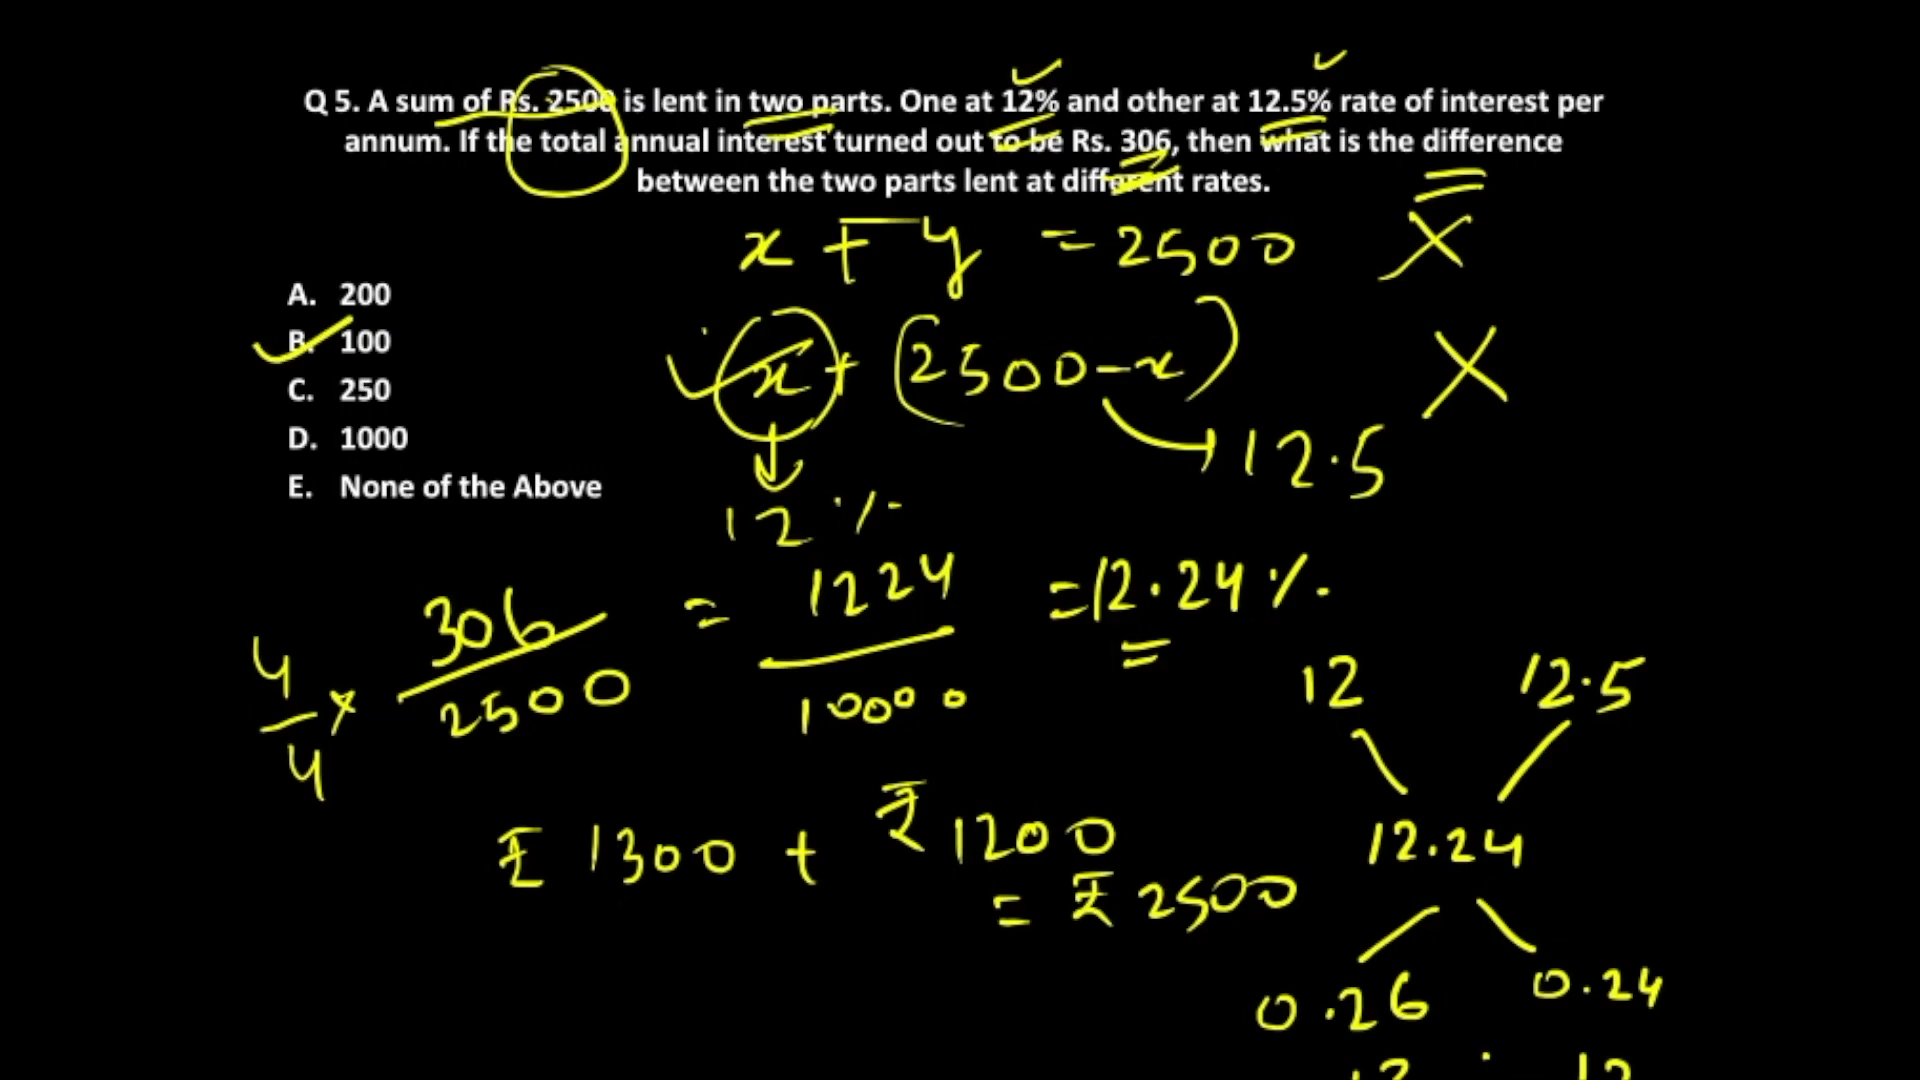 Q 5. A sum of Rs. 2500 is lent in two parts. One at 12% and other at 12.5% rate of interest per
annum. If the total annual interest turned out to be Rs. 306, then what is the difference
between the two parts lent at different rates.
x + y = 2500
A. 200
B. 100
C. 250
D. 1000
E. None of the Above
x + (2500-x)
12.5
12 %
4/4 × 306/2500 = 1224/10000 = 12.24 %
12 12.5
12.24
₹ 1300 + ₹ 1200
= ₹ 2500
0.26 0.24